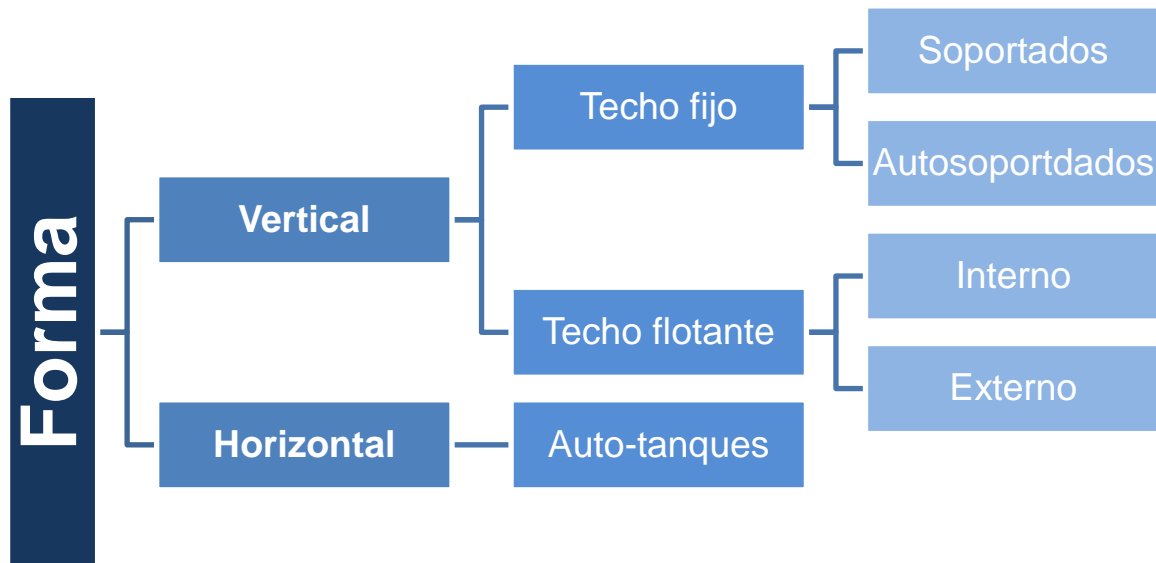 Forma
Vertical
Techo fijo
Soportados
Autosoportdados
Techo flotante
Interno
Externo
Horizontal
Auto-tanques